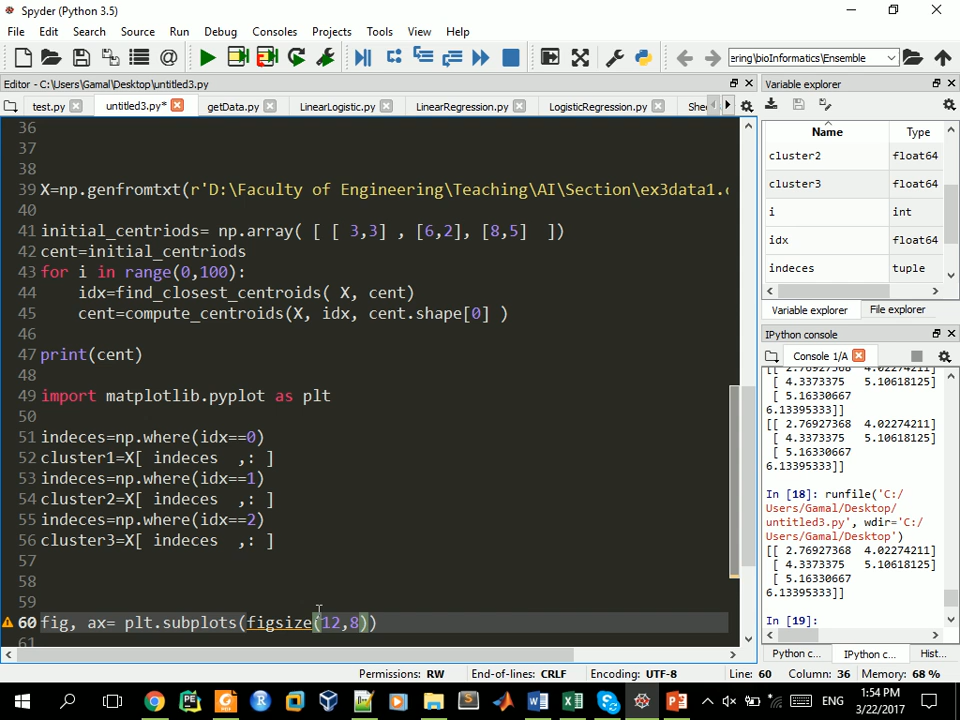 Spyder (Python 3.5)
File Edit Search Source Run Debug Consoles Projects Tools View Help
ering\bioInformatics\Ensemble
Editor - C:\Users\Gamal\Desktop\untitled3.py
Variable explorer
test.py untitled3.py* getData.py LinearLogistic.py LinearRegression.py LogisticRegression.py She
Name Type
cluster2 float64
cluster3 float64
i int
idx float64
indeces tuple
Variable explorer File explorer
IPython console
Console 1/A
36
37
38
39 X=np.genfromtxt(r'D:\Faculty of Engineering\Teaching\AI\Section\ex3data1.c
40
41 initial_centriods= np.array( [ [ 3,3] , [6,2], [8,5]  ])
42 cent=initial_centriods
43 for i in range(0,100):
44     idx=find_closest_centroids( X, cent)
45     cent=compute_centroids(X, idx, cent.shape[0] )
46
47 print(cent)
48
49 import matplotlib.pyplot as plt
50
51 indeces=np.where(idx==0)
52 cluster1=X[ indeces  ,: ]
53 indeces=np.where(idx==1)
54 cluster2=X[ indeces  ,: ]
55 indeces=np.where(idx==2)
56 cluster3=X[ indeces  ,: ]
57
58
59
60 fig, ax= plt.subplots(figsize(12,8))
61
[[ 2.76927368 4.02274211]
[ 4.3373375 5.10618125]
[ 5.16330667
6.13395333]]
[[ 2.76927368 4.02274211]
[ 4.3373375 5.10618125]
[ 5.16330667
6.13395333]]
In [18]: runfile('C:/
Users/Gamal/Desktop/
untitled3.py', wdir='C:/
Users/Gamal/Desktop')
[[ 2.76927368 4.02274211]
[ 4.3373375 5.10618125]
[ 5.16330667
6.13395333]]
In [19]:
Python c... IPython c... Hist...
Permissions: RW End-of-lines: CRLF Encoding: UTF-8 Line: 60 Column: 36 Memory: 68 %
ENG
1:54 PM
3/22/2017